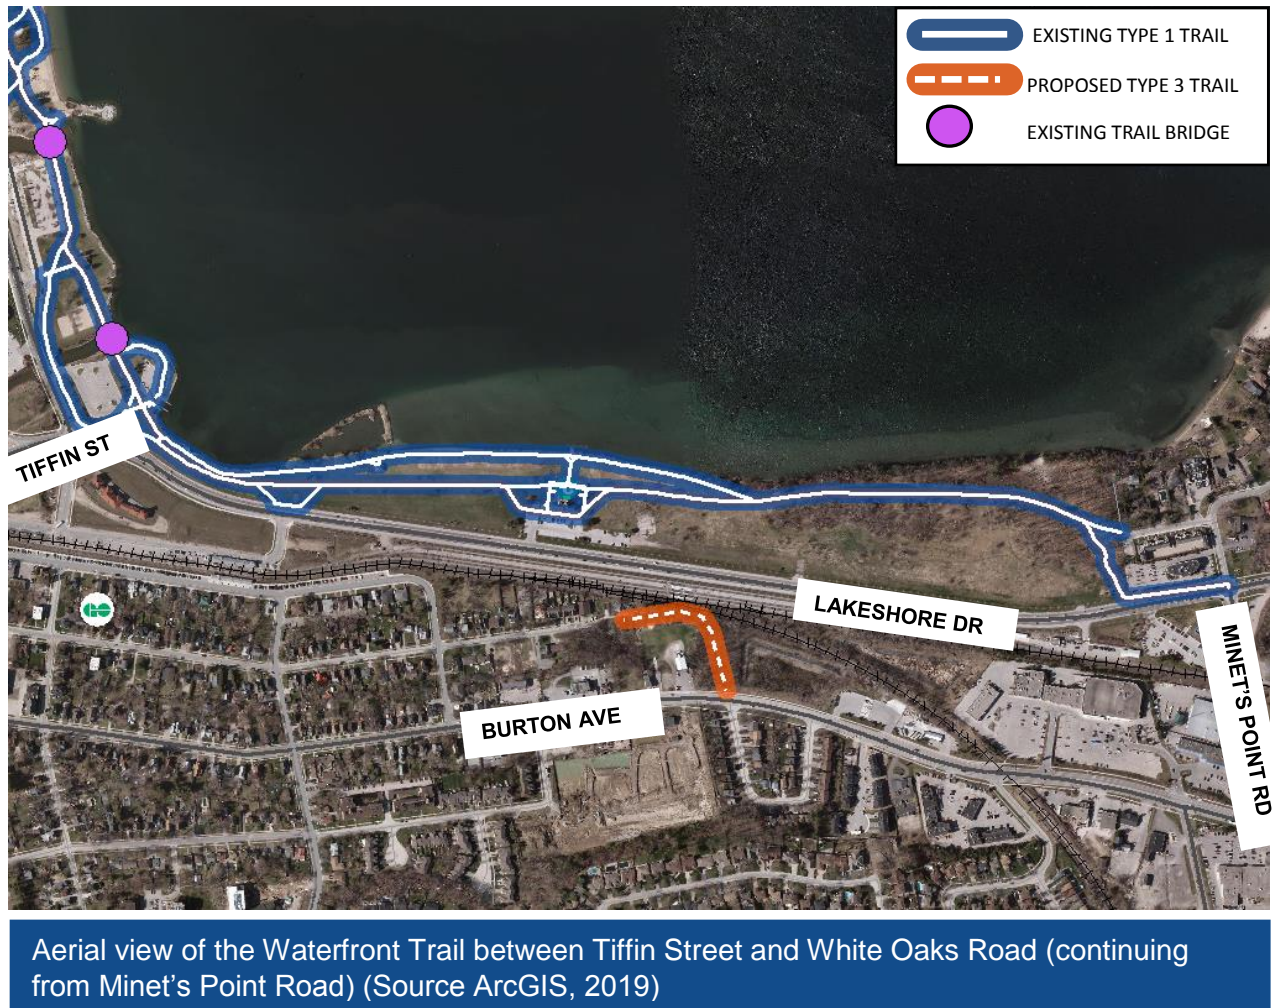 EXISTING TYPE 1 TRAIL
PROPOSED TYPE 3 TRAIL
EXISTING TRAIL BRIDGE
TIFFIN ST
LAKESHORE DR
BURTON AVE
MINET'S POINT RD
Aerial view of the Waterfront Trail between Tiffin Street and White Oaks Road (continuing
from Minet's Point Road) (Source ArcGIS, 2019)